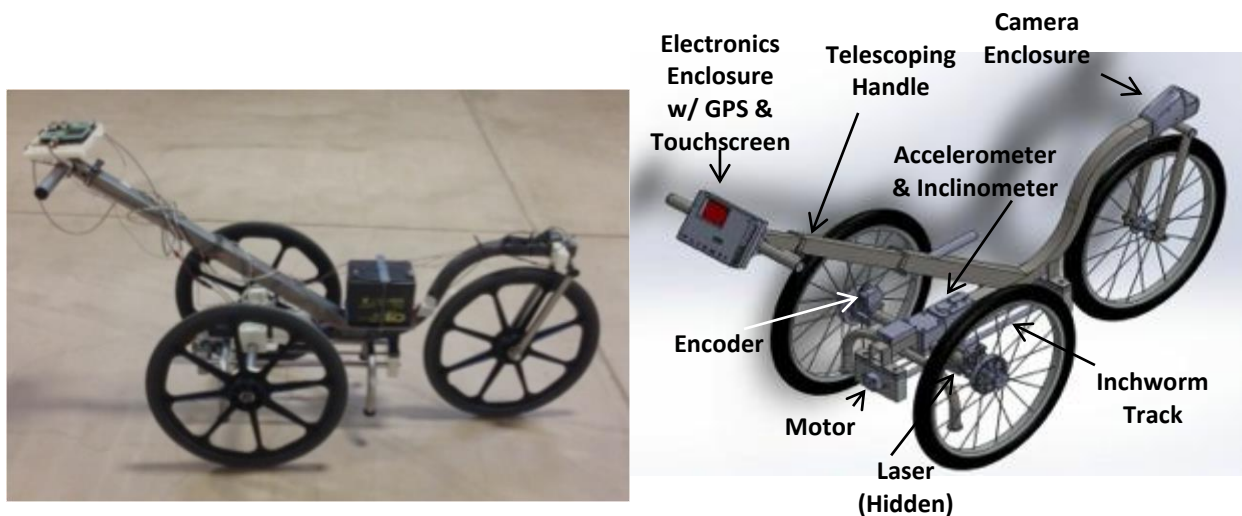 Electronics
Enclosure
w/ GPS &
Touchscreen
Telescoping
Handle
Camera
Enclosure
Accelerometer
& Inclinometer
Encoder
Motor
Laser
(Hidden)
Inchworm
Track